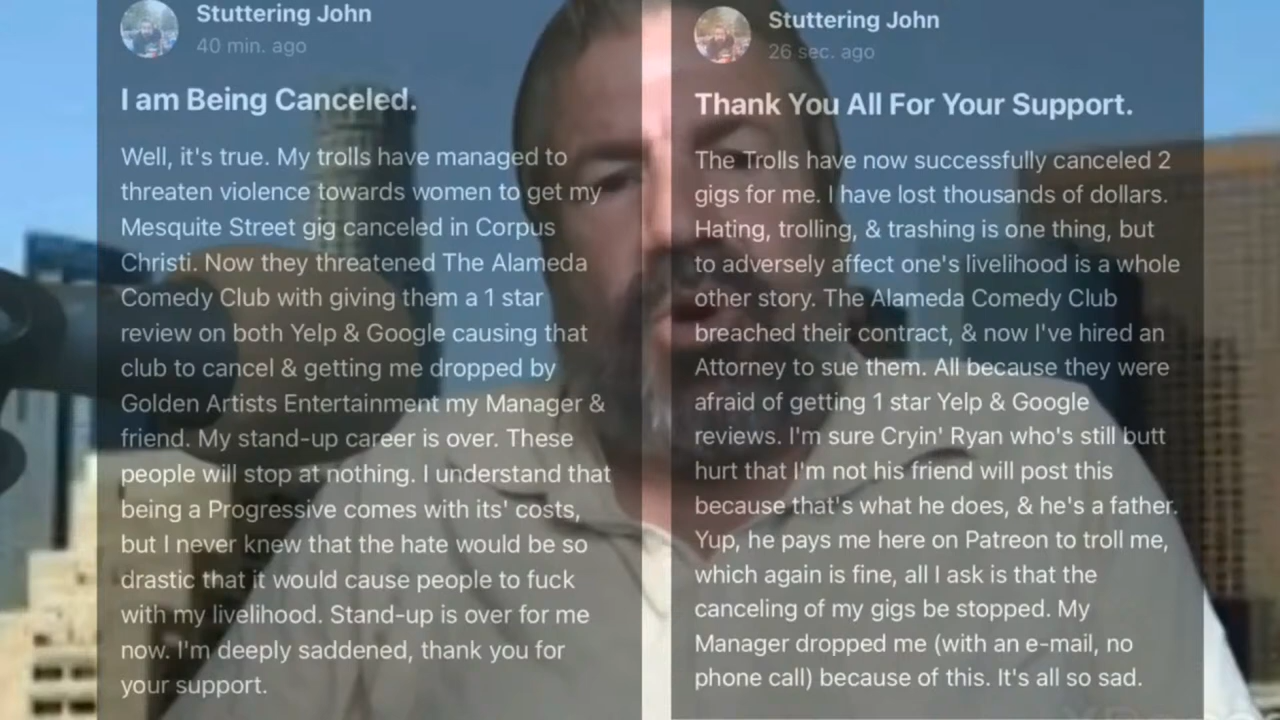 Stuttering John
40 min. ago
I am Being Canceled.
Well, it's true. My trolls have managed to
threaten violence towards women to get my
Mesquite Street gig canceled in Corpus
Christi. Now they threatened The Alameda
Comedy Club with giving them a 1 star
review on both Yelp & Google causing that
club to cancel & getting me dropped by
Golden Artists Entertainment my Manager &
friend. My stand-up career is over. These
people will stop at nothing. I understand that
being a Progressive comes with its' costs,
but I never knew that the hate would be so
drastic that it would cause people to fuck
with my livelihood. Stand-up is over for me
now. I'm deeply saddened, thank you for
your support.
Stuttering John
26 sec. ago
Thank You All For Your Support.
The Trolls have now successfully canceled 2
gigs for me. I have lost thousands of dollars.
Hating, trolling, & trashing is one thing, but
to adversely affect one's livelihood is a whole
other story. The Alameda Comedy Club
breached their contract, & now I've hired an
Attorney to sue them. All because they were
afraid of getting 1 star Yelp & Google
reviews. I'm sure Cryin' Ryan who's still butt
hurt that I'm not his friend will post this
because that's what he does, & he's a father.
Yup, he pays me here on Patreon to troll me,
which again is fine, all I ask is that the
canceling of my gigs be stopped. My
Manager dropped me (with an e-mail, no
phone call) because of this. It's all so sad.